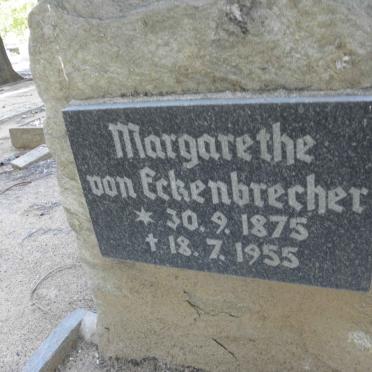 Margarethe
von Eckenbrecher
* 30. 9. 1875
† 18. 7. 1955